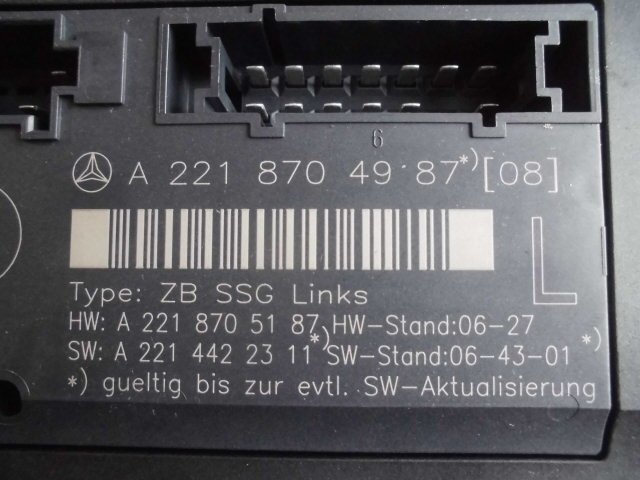 6
A 221 870 49 87*)[08]
L
Type: ZB SSG Links
HW: A 221 870 51 87 HW-Stand:06-27
SW: A 221 442 23 11*) SW-Stand:06-43-01*)
*) gueltig bis zur evtl. SW-Aktualisierung